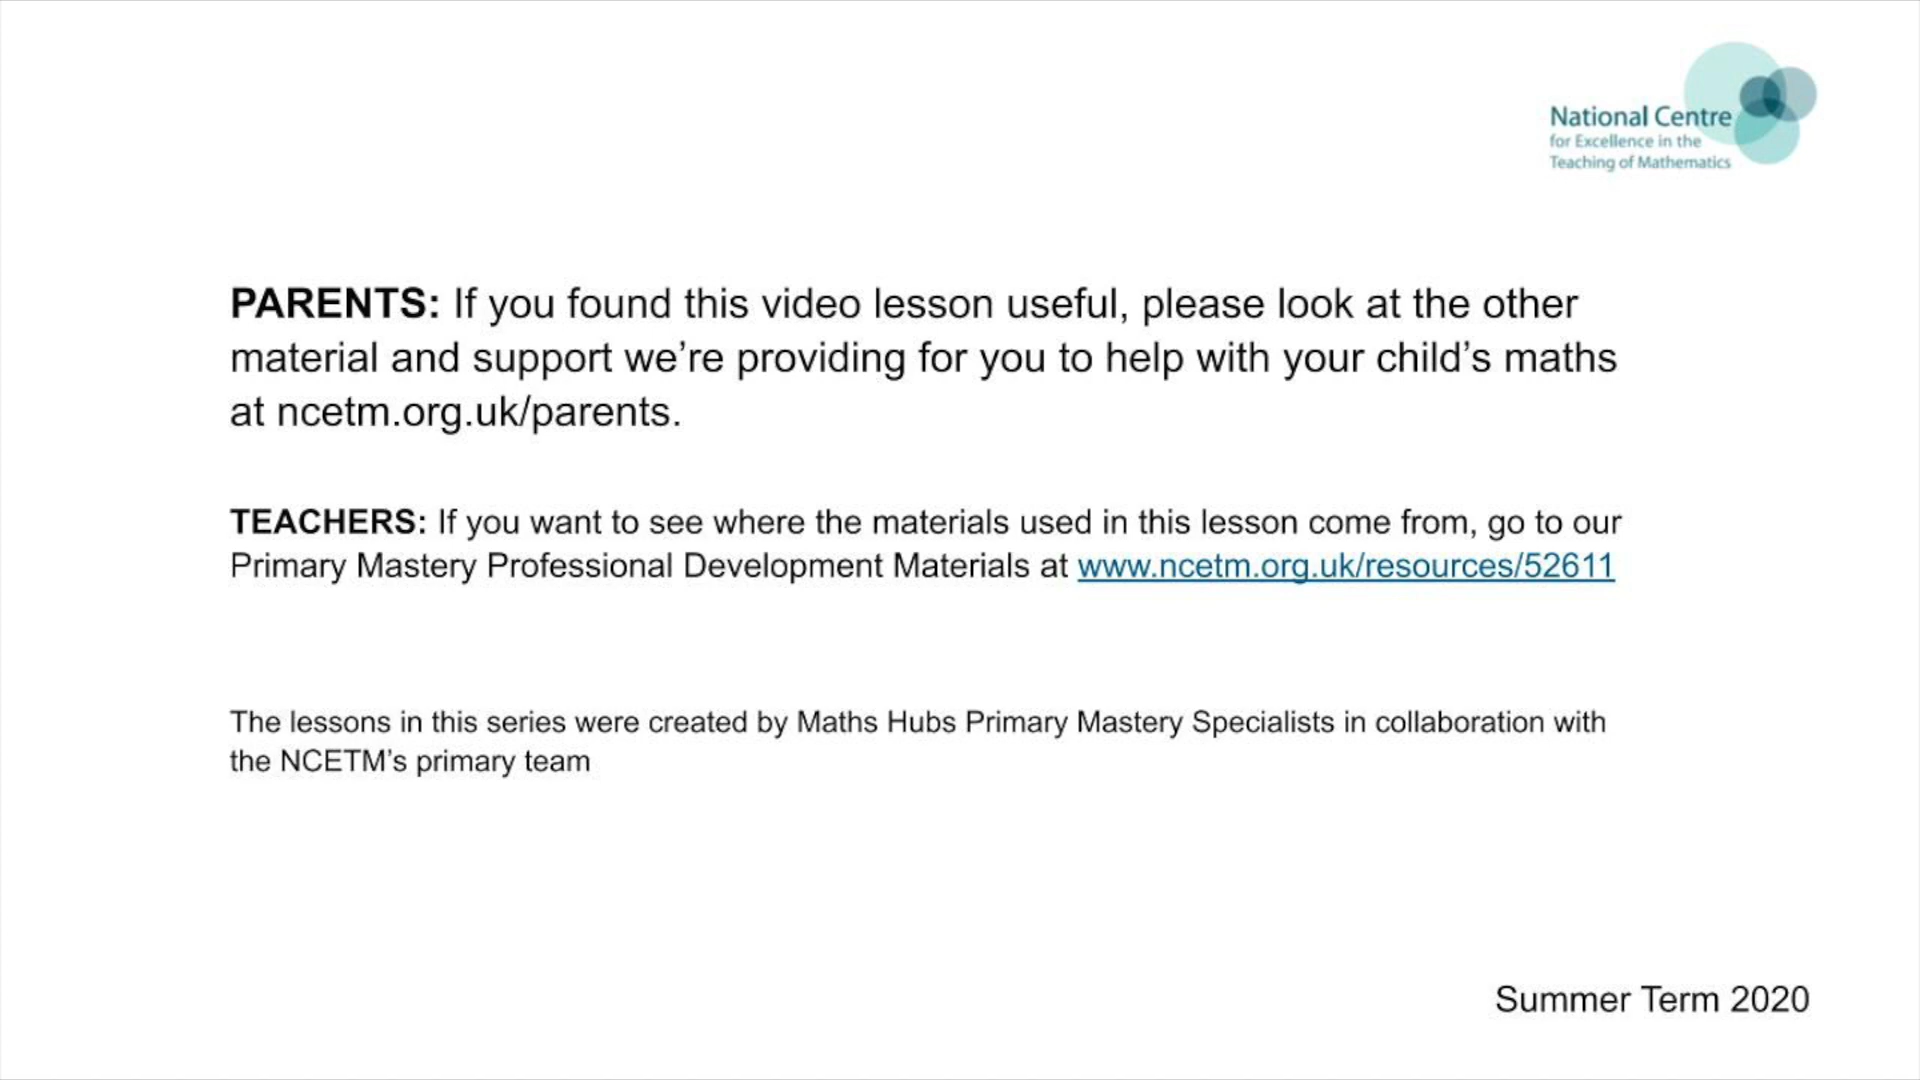 National Centre
for Excellence in the
Teaching of Mathematics
PARENTS: If you found this video lesson useful, please look at the other
material and support we’re providing for you to help with your child’s maths
at ncetm.org.uk/parents.
TEACHERS: If you want to see where the materials used in this lesson come from, go to our
Primary Mastery Professional Development Materials at www.ncetm.org.uk/resources/52611
The lessons in this series were created by Maths Hubs Primary Mastery Specialists in collaboration with
the NCETM’s primary team
Summer Term 2020